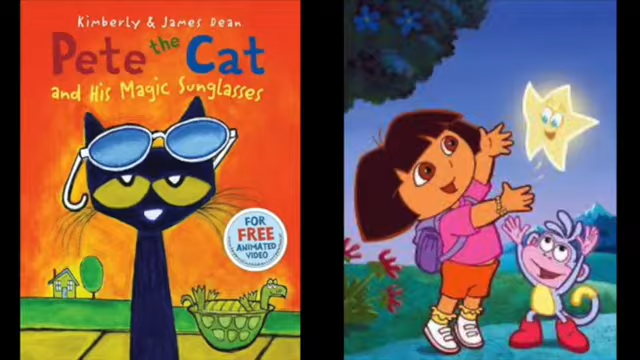 Kimberly & James Dean
Pete the Cat
and His Magic Sunglasses
FOR
FREE
ANIMATED
VIDEO